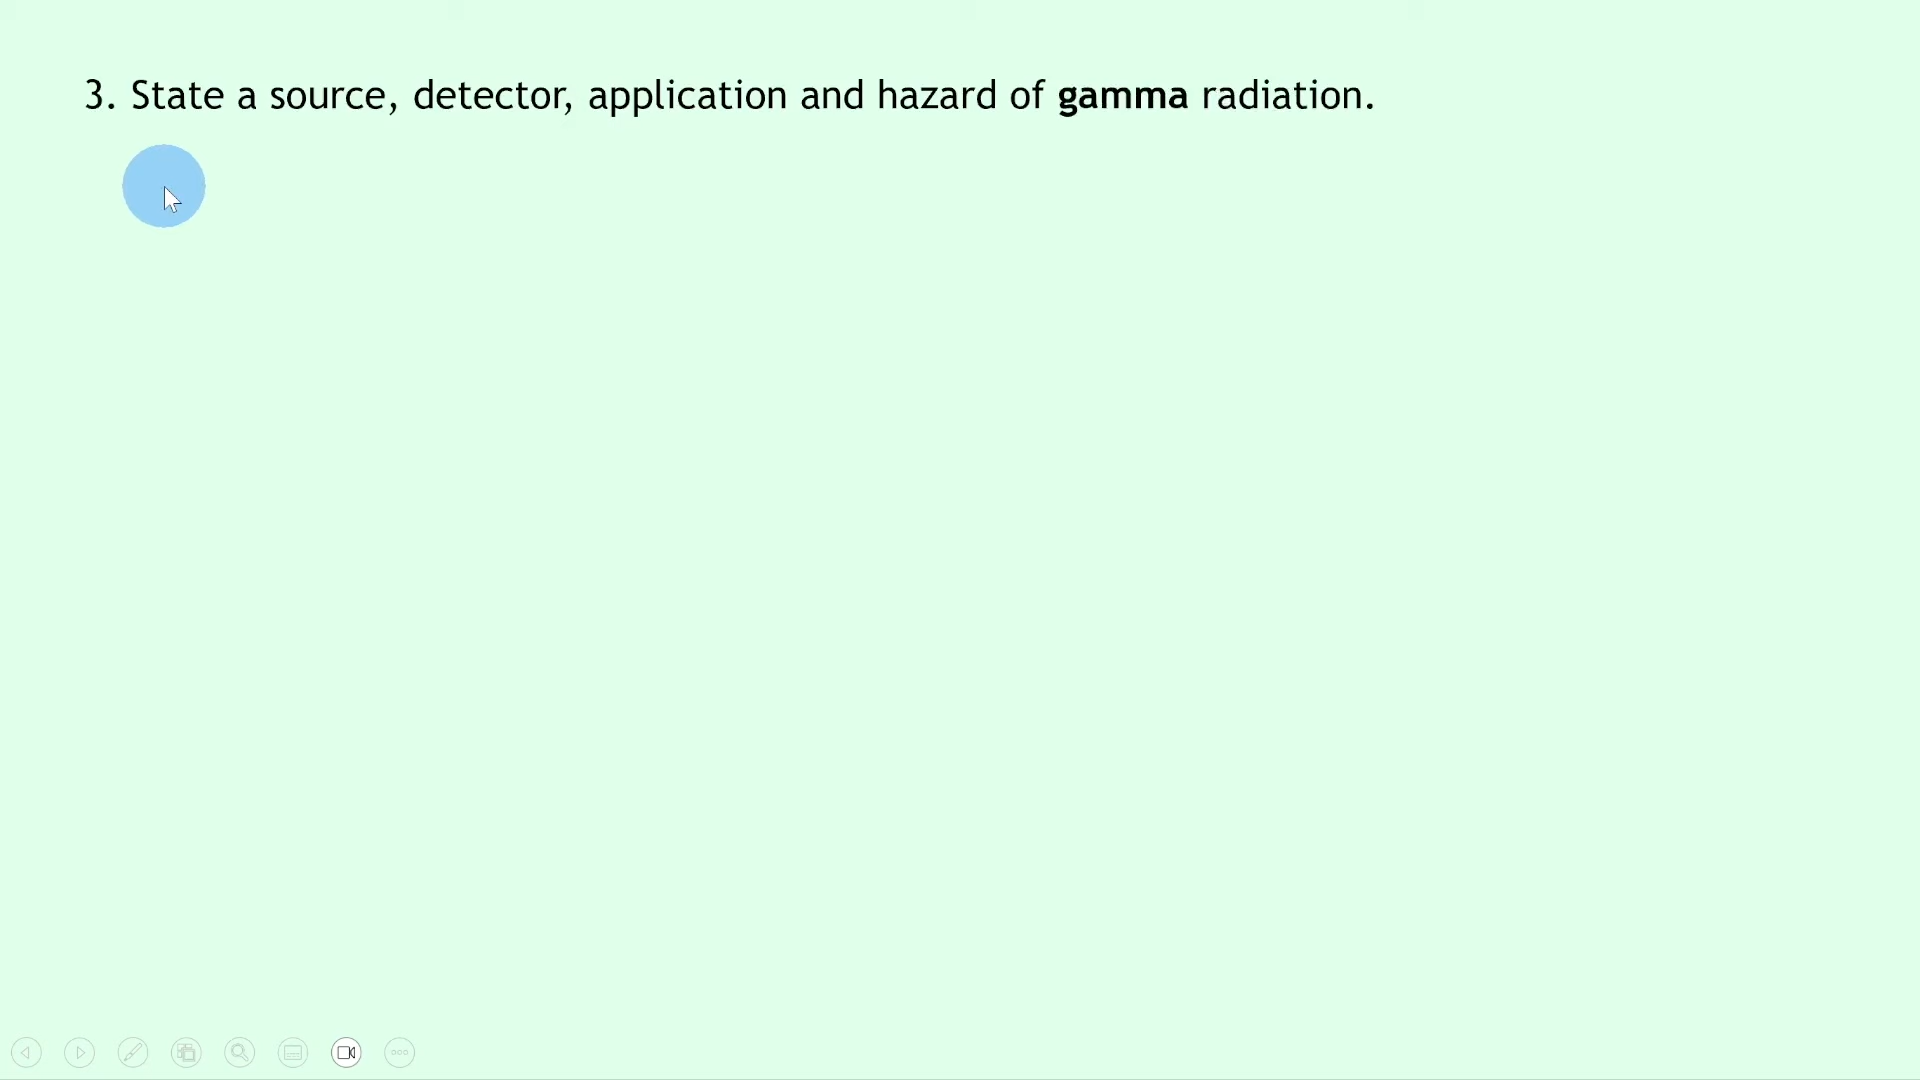 3. State a source, detector, application and hazard of gamma radiation.